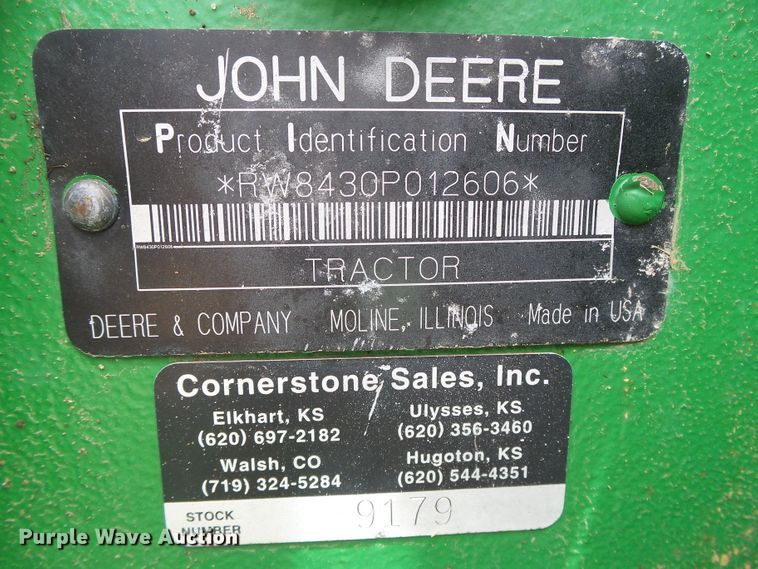 JOHN DEERE
Product Identification Number
*RW8430P012606*
RW8430P012606
TRACTOR
DEERE & COMPANY MOLINE, ILLINOIS Made in USA
Cornerstone Sales, Inc.
Elkhart, KS Ulysses, KS
(620) 697-2182 (620) 356-3460
Walsh, CO Hugoton, KS
(719) 324-5284 (620) 544-4351
STOCK
NUMBER 9179
Purple Wave Auction